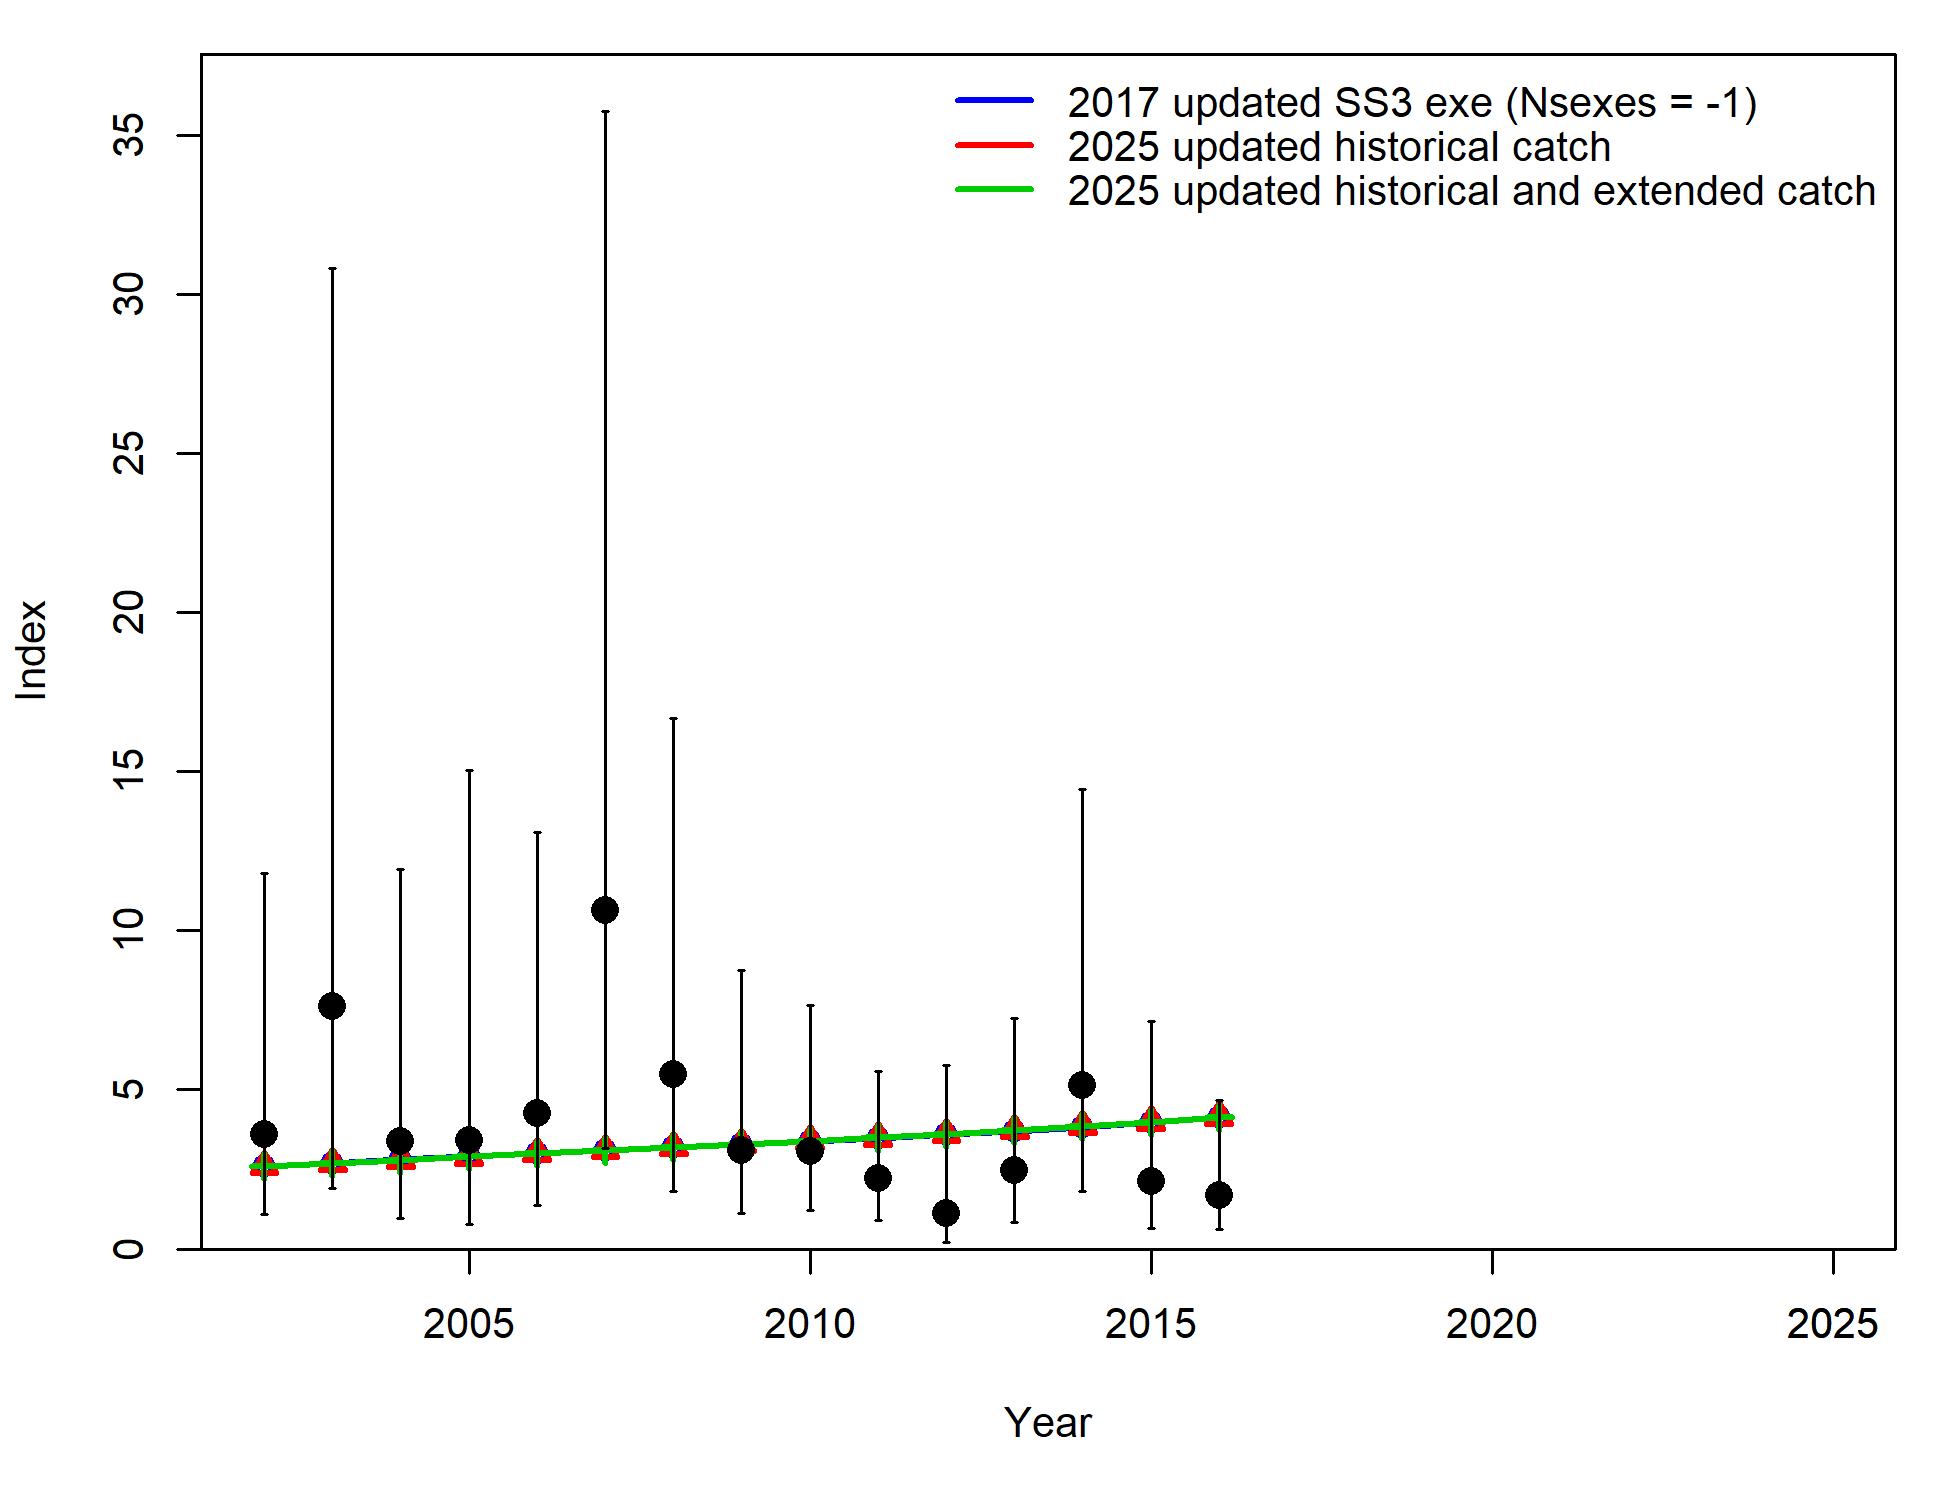 2017 updated SS3 exe (Nsexes = -1)
2025 updated historical catch
2025 updated historical and extended catch
35
30
25
20
15
10
5
0
Index
2005 2010 2015 2020 2025
Year